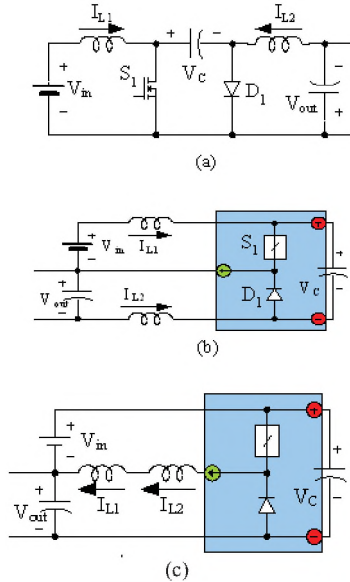 I_L1
+ −
I_L2
+
V_in
−
S_1
V_C
D_1
V_out
+
−
(a)
+
V_in
−
I_L1
S_1
+
+
V_out
−
I_L2
D_1
V_C
−
−
(b)
+
V_in
−
+
+
V_out
−
I_L1
I_L2
V_C
−
−
(c)